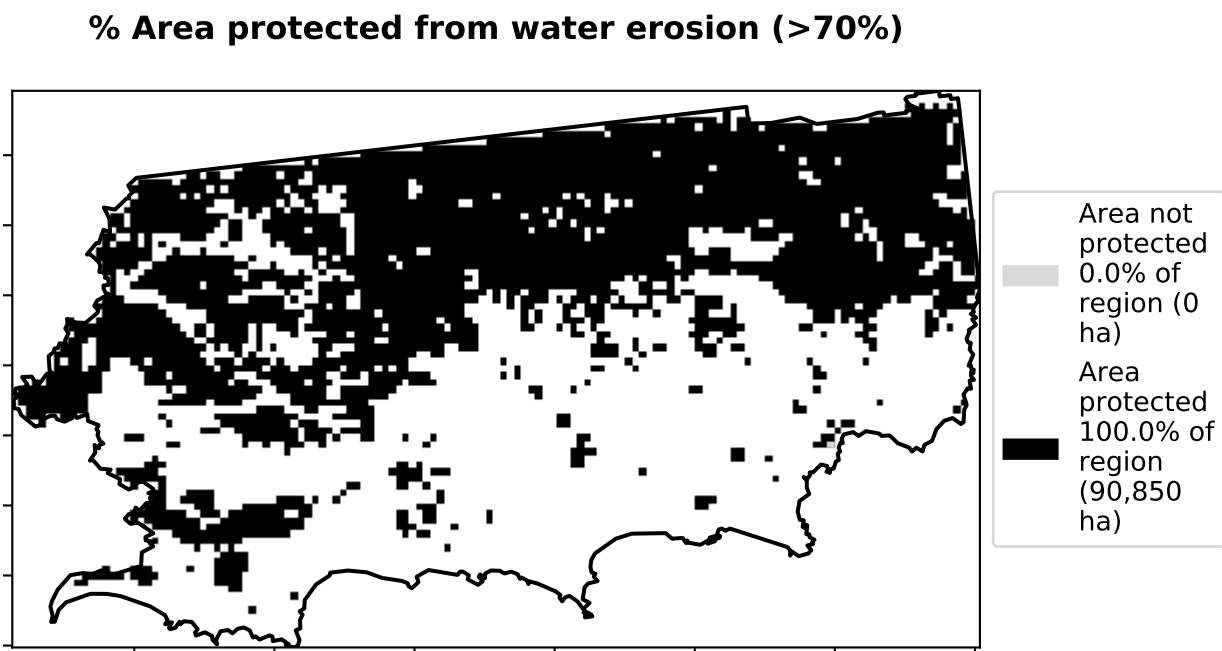 % Area protected from water erosion (>70%)
Area not
protected
0.0% of
region (0
ha)
Area
protected
100.0% of
region
(90,850
ha)